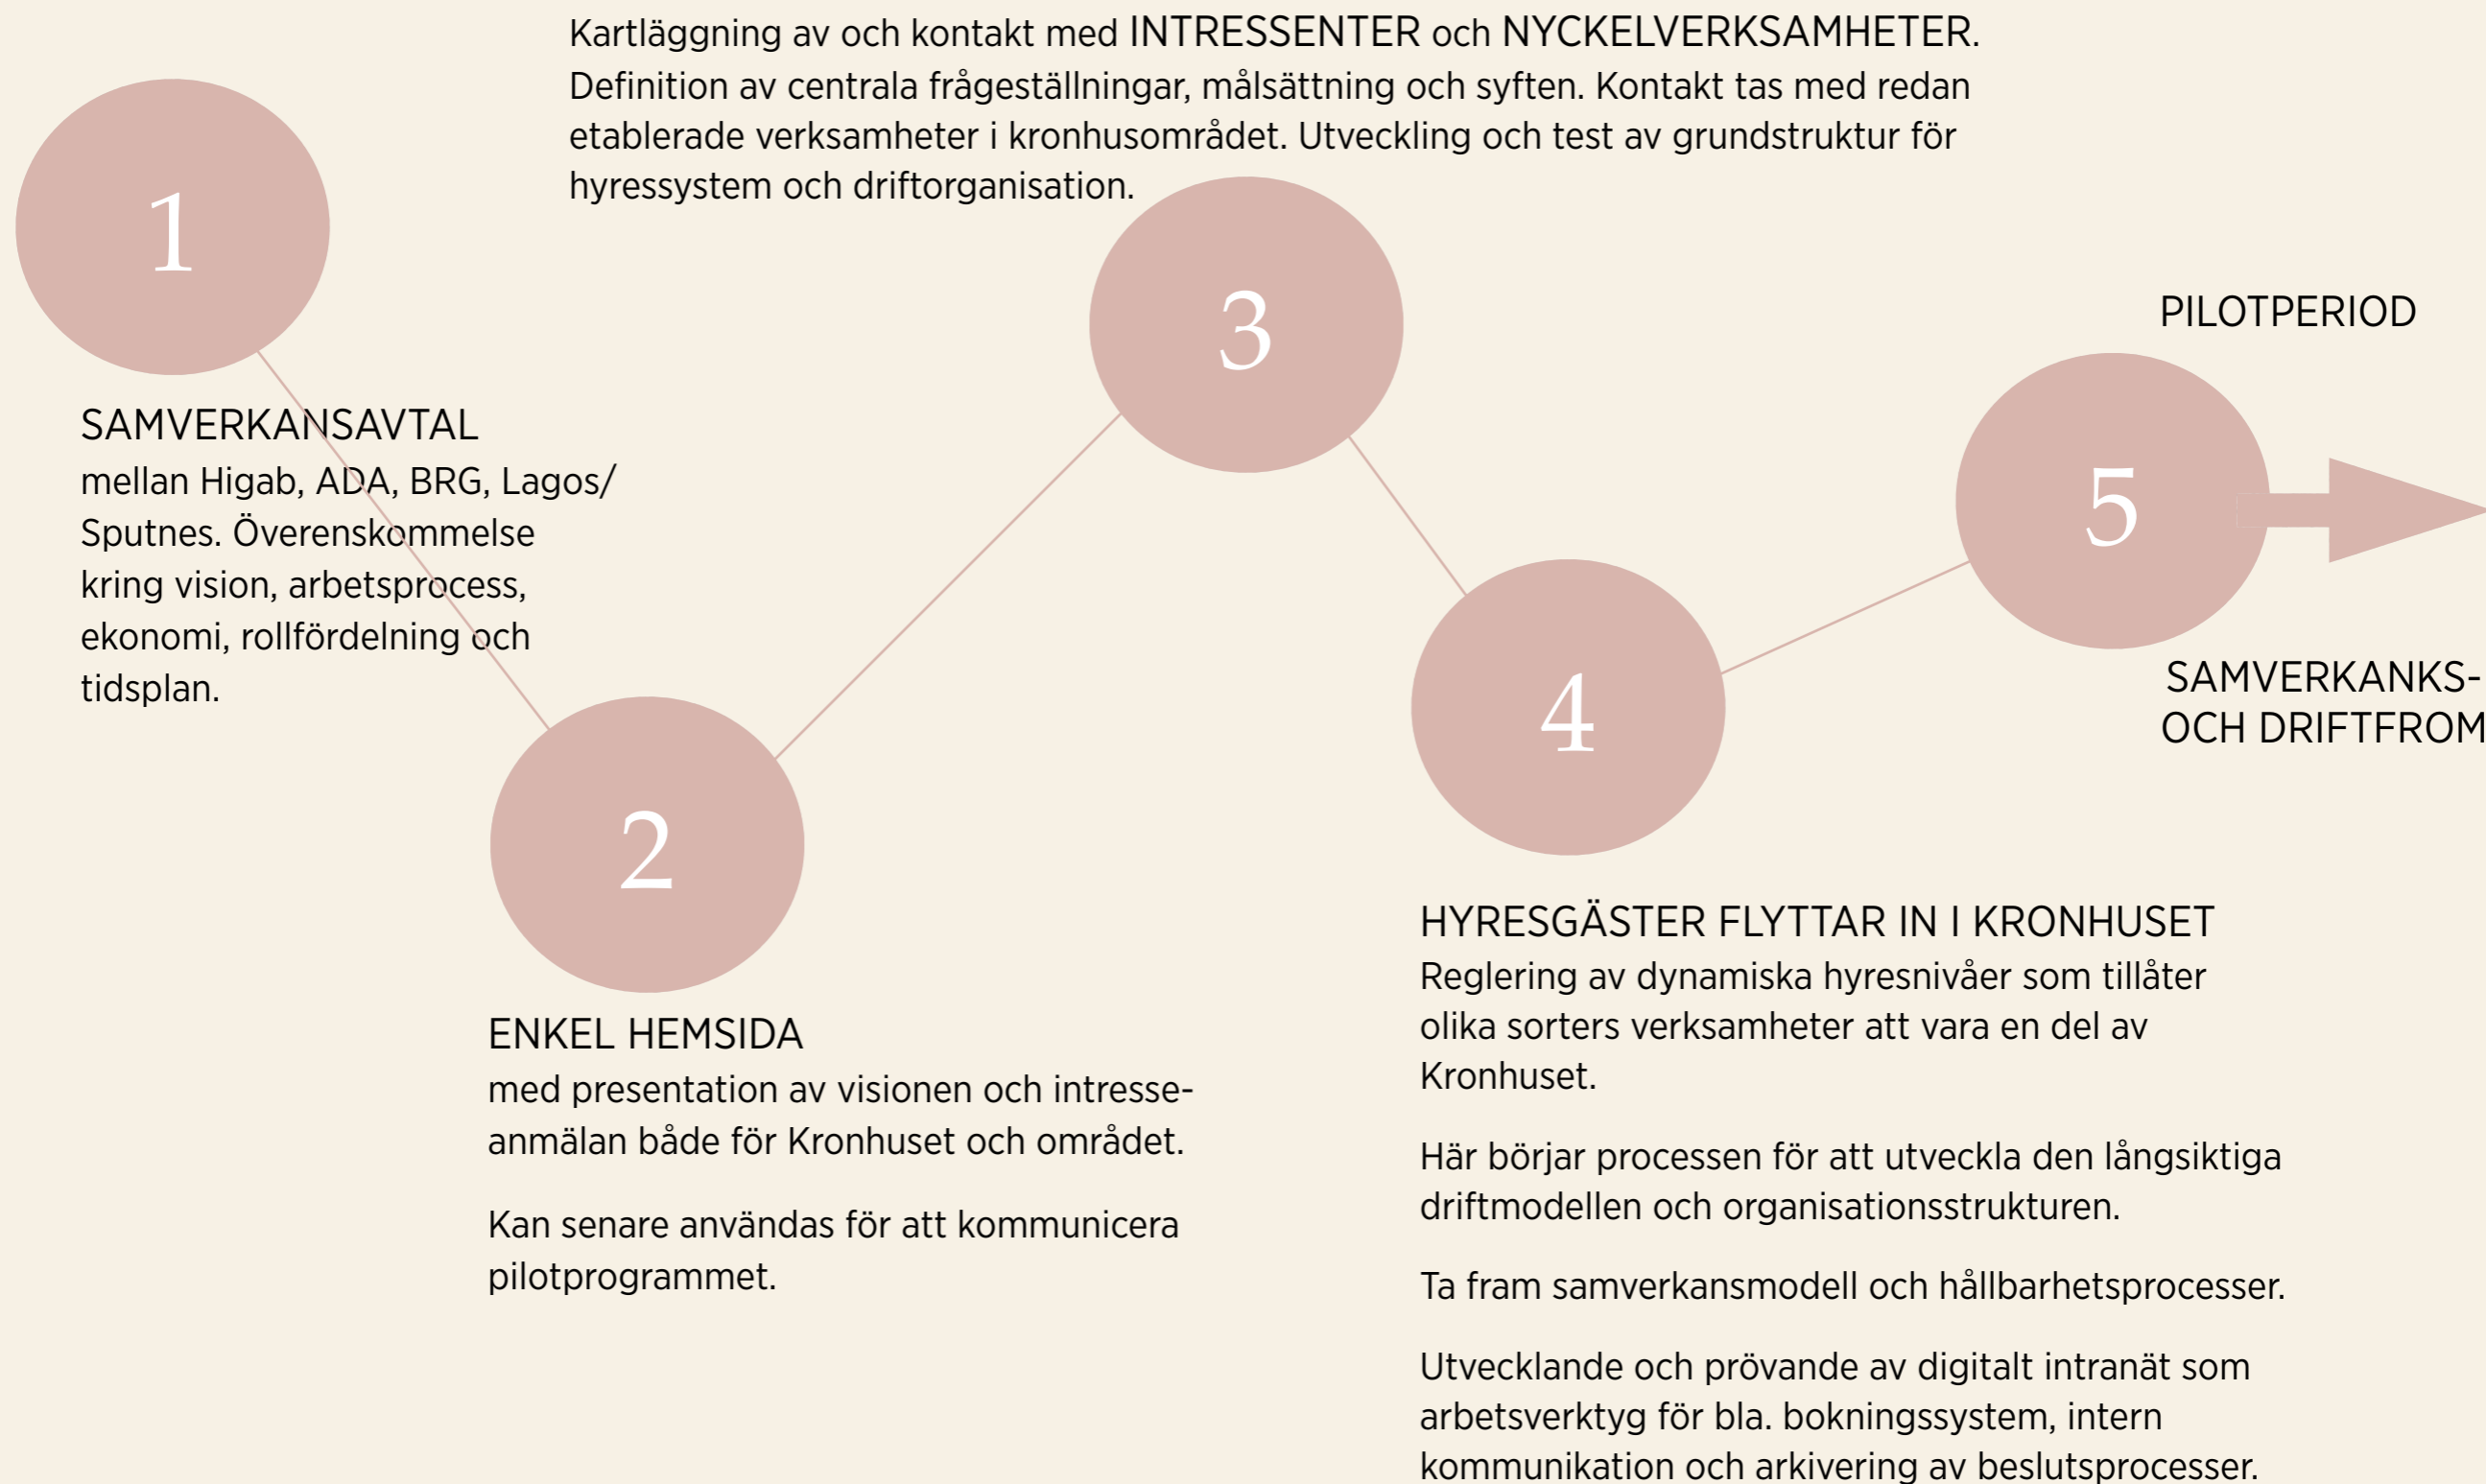 1
SAMVERKANSAVTAL
mellan Higab, ADA, BRG, Lagos/
Sputnes. Överenskommelse
kring vision, arbetsprocess,
ekonomi, rollfördelning och
tidsplan.
2
ENKEL HEMSIDA
med presentation av visionen och intresse-
anmälan både för Kronhuset och området.
Kan senare användas för att kommunicera
pilotprogrammet.
Kartläggning av och kontakt med INTRESSENTER och NYCKELVERKSAMHETER.
Definition av centrala frågeställningar, målsättning och syften. Kontakt tas med redan
etablerade verksamheter i kronhusområdet. Utveckling och test av grundstruktur för
hyressystem och driftorganisation.
3
4
HYRESGÄSTER FLYTTAR IN I KRONHUSET
Reglering av dynamiska hyresnivåer som tillåter
olika sorters verksamheter att vara en del av
Kronhuset.
Här börjar processen för att utveckla den långsiktiga
driftmodellen och organisationsstrukturen.
Ta fram samverkansmodell och hållbarhetsprocesser.
Utvecklande och prövande av digitalt intranät som
arbetsverktyg för bla. bokningssystem, intern
kommunikation och arkivering av beslutsprocesser.
PILOTPERIOD
5
SAMVERKANKS-
OCH DRIFTFROM